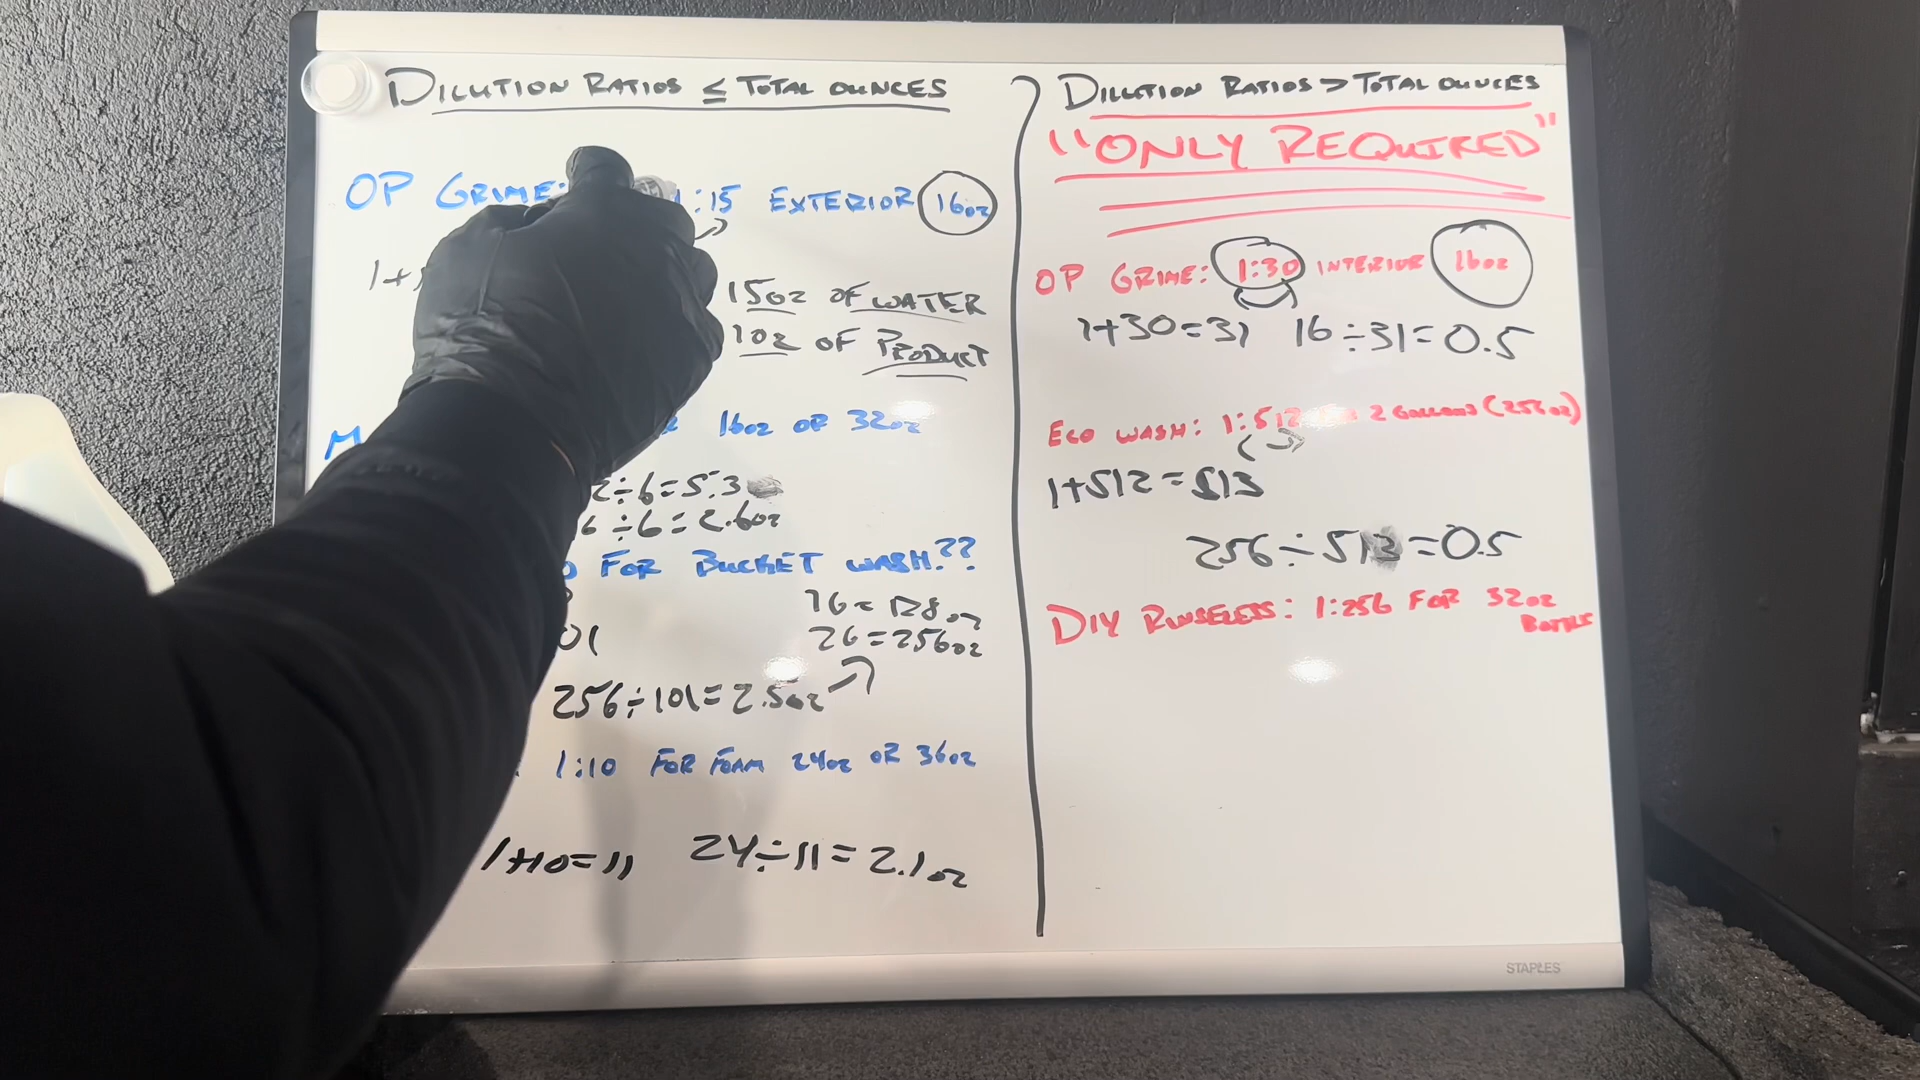 DILUTION RATIOS ≤ TOTAL OUNCES
OP GRIME: 1:15 EXTERIOR 16oz
1+
15oz OF WATER
1oz OF PRODUCT
16oz OR 32oz
÷6=5.3
6÷6=2.6oz
FOR BUCKET WASH??
1G=128oz
01
2G=256oz
256÷101=2.5oz
1:10 FOR FOAM 24oz OR 36oz
1+10=11 24÷11=2.1oz
DILUTION RATIOS > TOTAL OUNCES
"ONLY REQUIRED"
OP GRIME: 1:30 INTERIOR 16oz
1+30=31 16÷31=0.5
ECO WASH: 1:512 2 GALLONS (256oz)
1+512=513
256÷513=0.5
DIY RINSELESS: 1:256 FOR 32oz
BOTTLE
STAPLES